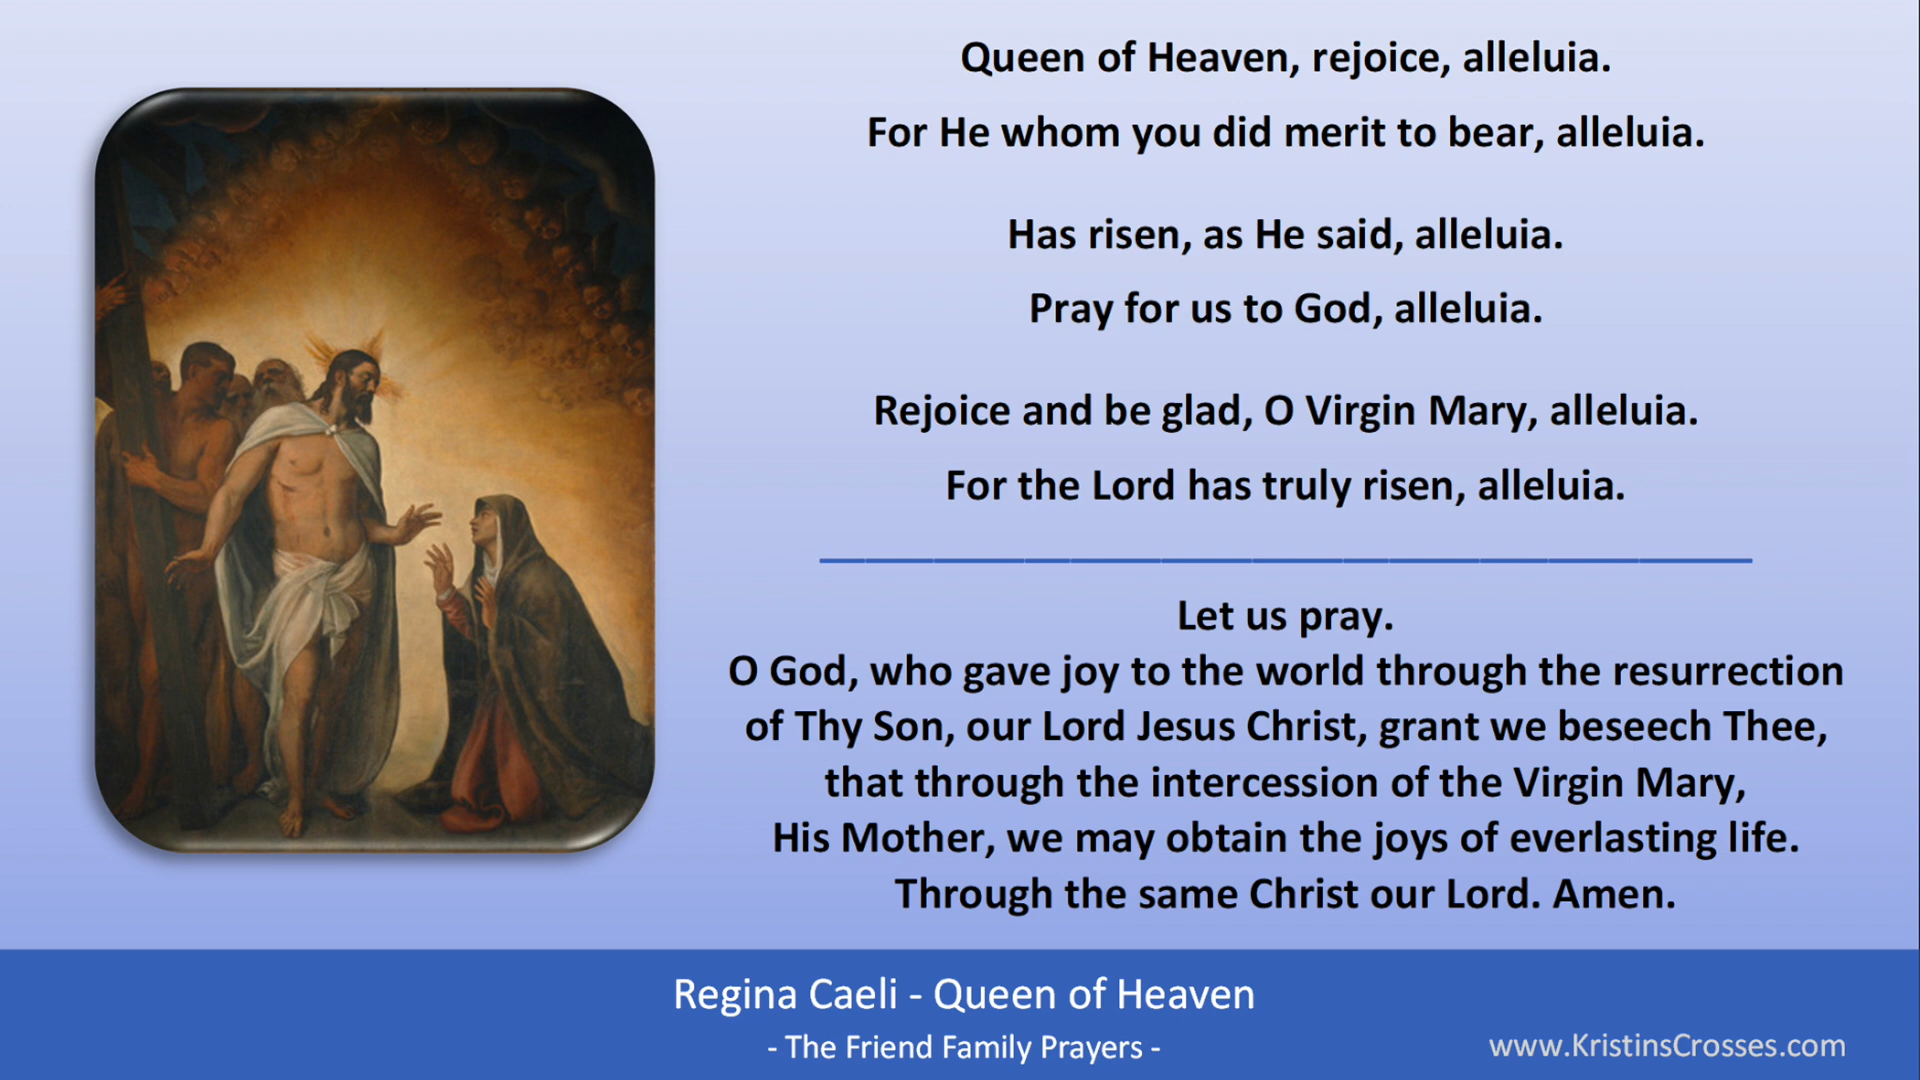 Queen of Heaven, rejoice, alleluia.
For He whom you did merit to bear, alleluia.
Has risen, as He said, alleluia.
Pray for us to God, alleluia.
Rejoice and be glad, O Virgin Mary, alleluia.
For the Lord has truly risen, alleluia.
Let us pray.
O God, who gave joy to the world through the resurrection
of Thy Son, our Lord Jesus Christ, grant we beseech Thee,
that through the intercession of the Virgin Mary,
His Mother, we may obtain the joys of everlasting life.
Through the same Christ our Lord. Amen.
Regina Caeli - Queen of Heaven
- The Friend Family Prayers -
www.KristinsCrosses.com